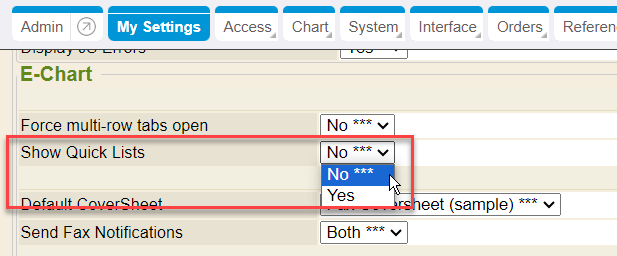 Admin My Settings Access Chart System Interface Orders Referen
Display JS Errors Yes
E-Chart
Force multi-row tabs open No ***
Show Quick Lists No ***
No ***
Yes
Default CoverSheet Fax Coversheet (sample) ***
Send Fax Notifications Both ***